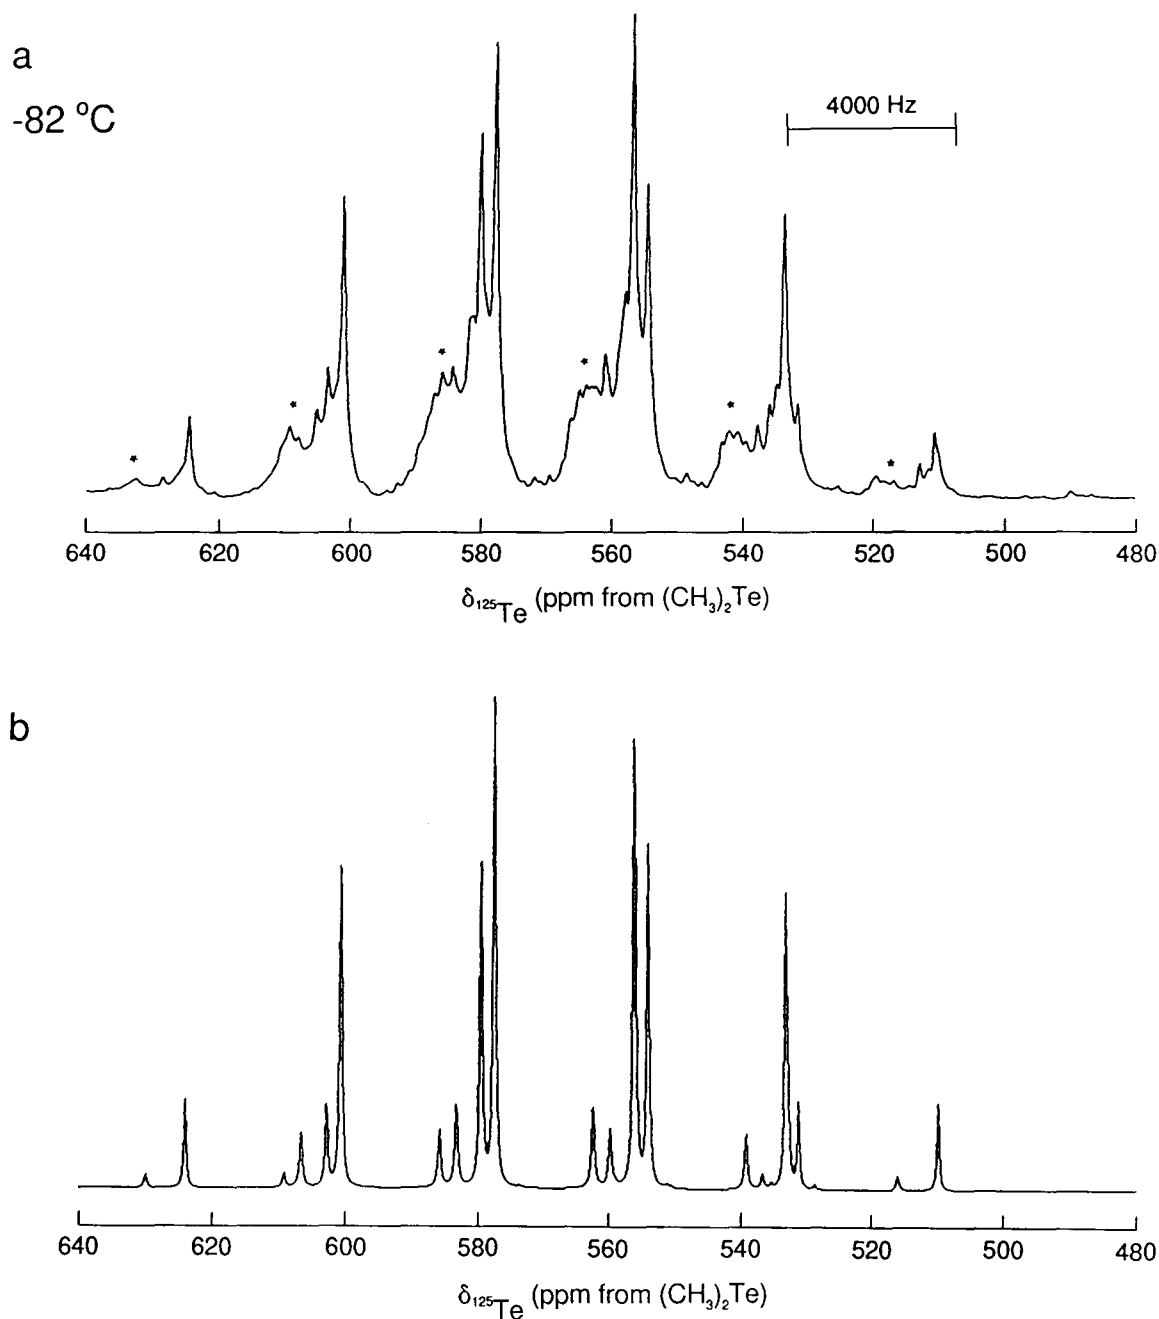 a
-82 °C
4000 Hz
* * * * * *
640 620 600 580 560 540 520 500 480
δ₁₂₅Te (ppm from (CH₃)₂Te)
b
640 620 600 580 560 540 520 500 480
δ₁₂₅Te (ppm from (CH₃)₂Te)